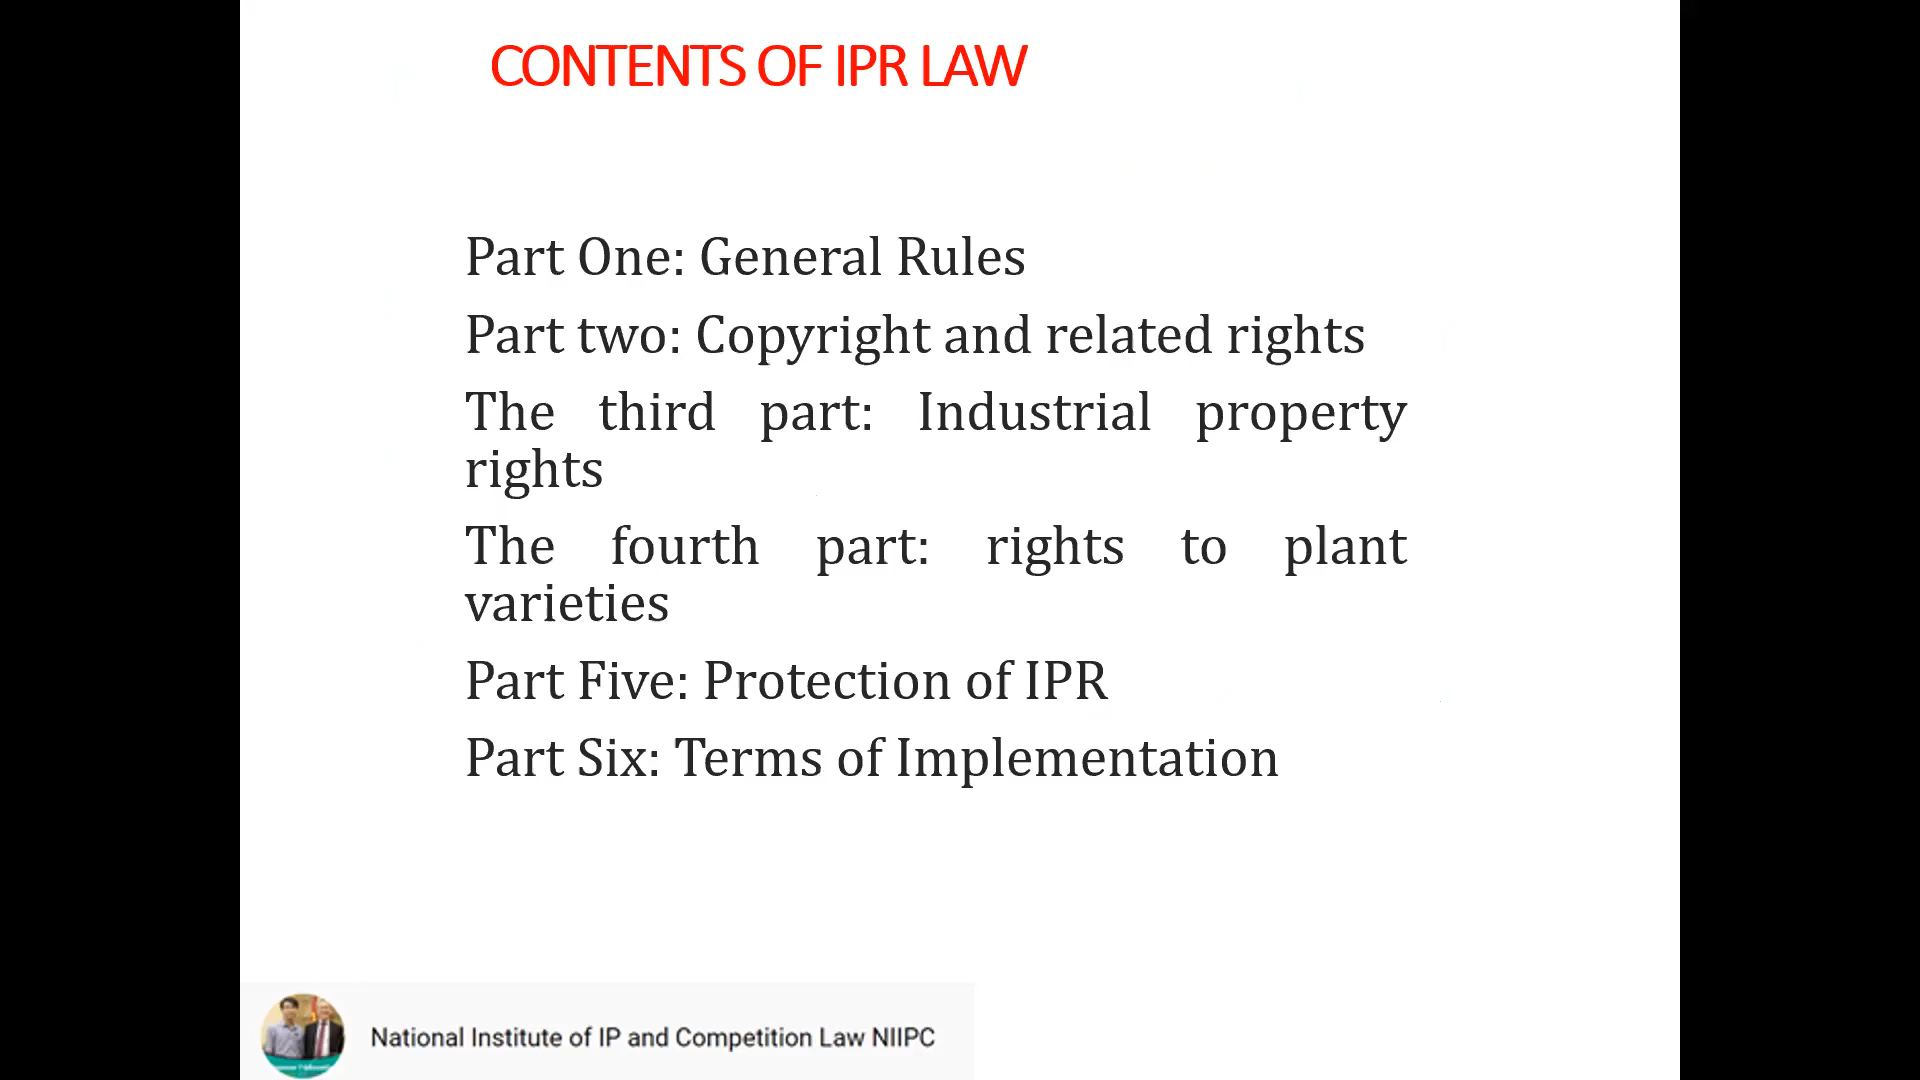 CONTENTS OF IPR LAW
Part One: General Rules
Part two: Copyright and related rights
The third part: Industrial property
rights
The fourth part: rights to plant
varieties
Part Five: Protection of IPR
Part Six: Terms of Implementation
National Institute of IP and Competition Law NIIPC